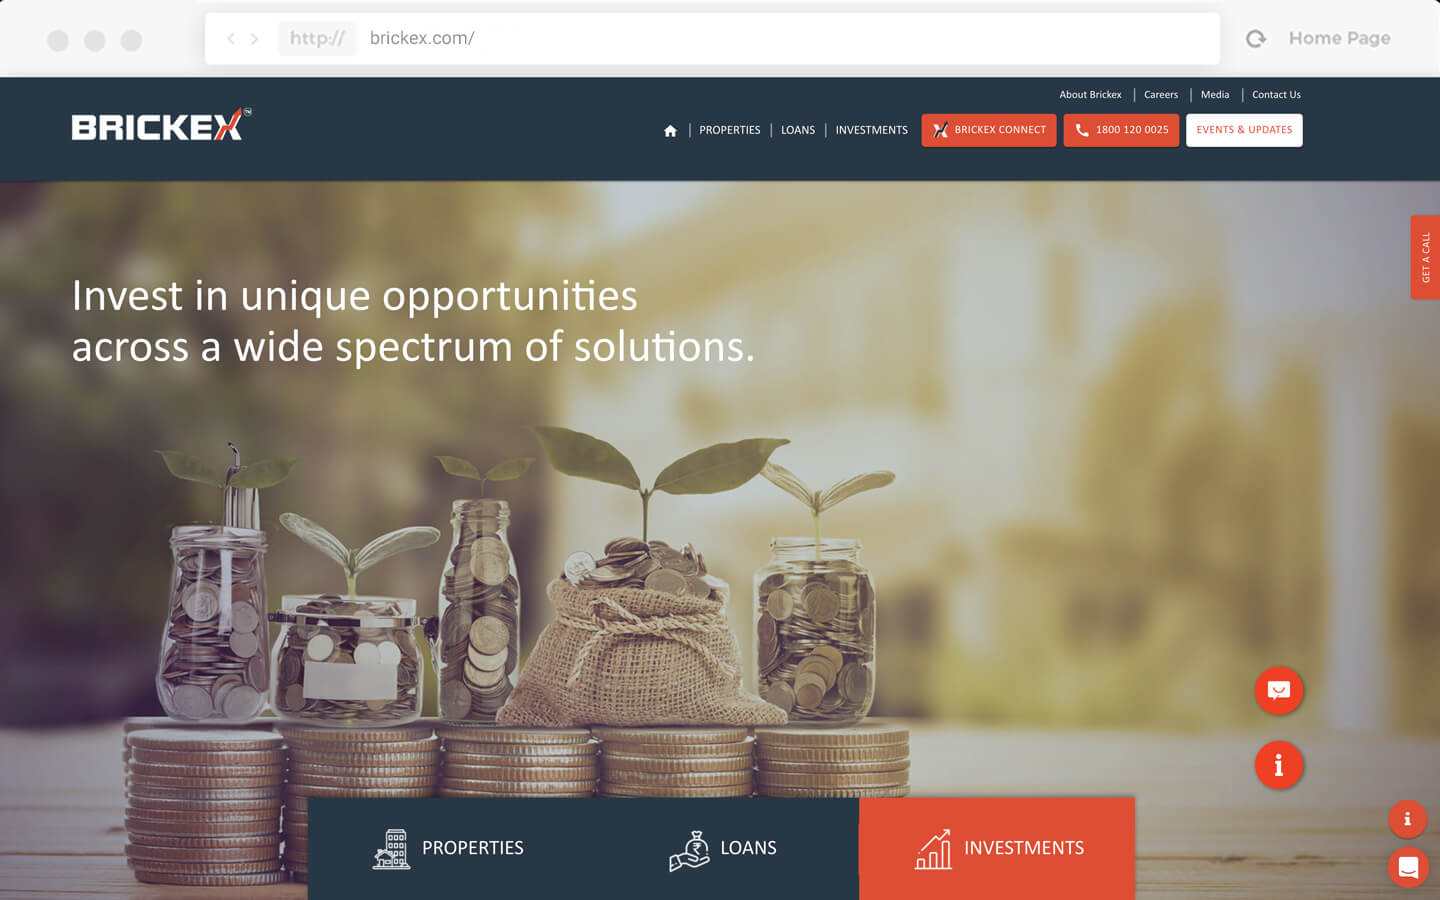 http://
brickex.com/
Home Page
About Brickex
Careers
Media
Contact Us
BRICKEX™
PROPERTIES
LOANS
INVESTMENTS
BRICKEX CONNECT
1800 120 0025
EVENTS & UPDATES
GET A CALL
Invest in unique opportunities
across a wide spectrum of solutions.
PROPERTIES
LOANS
INVESTMENTS